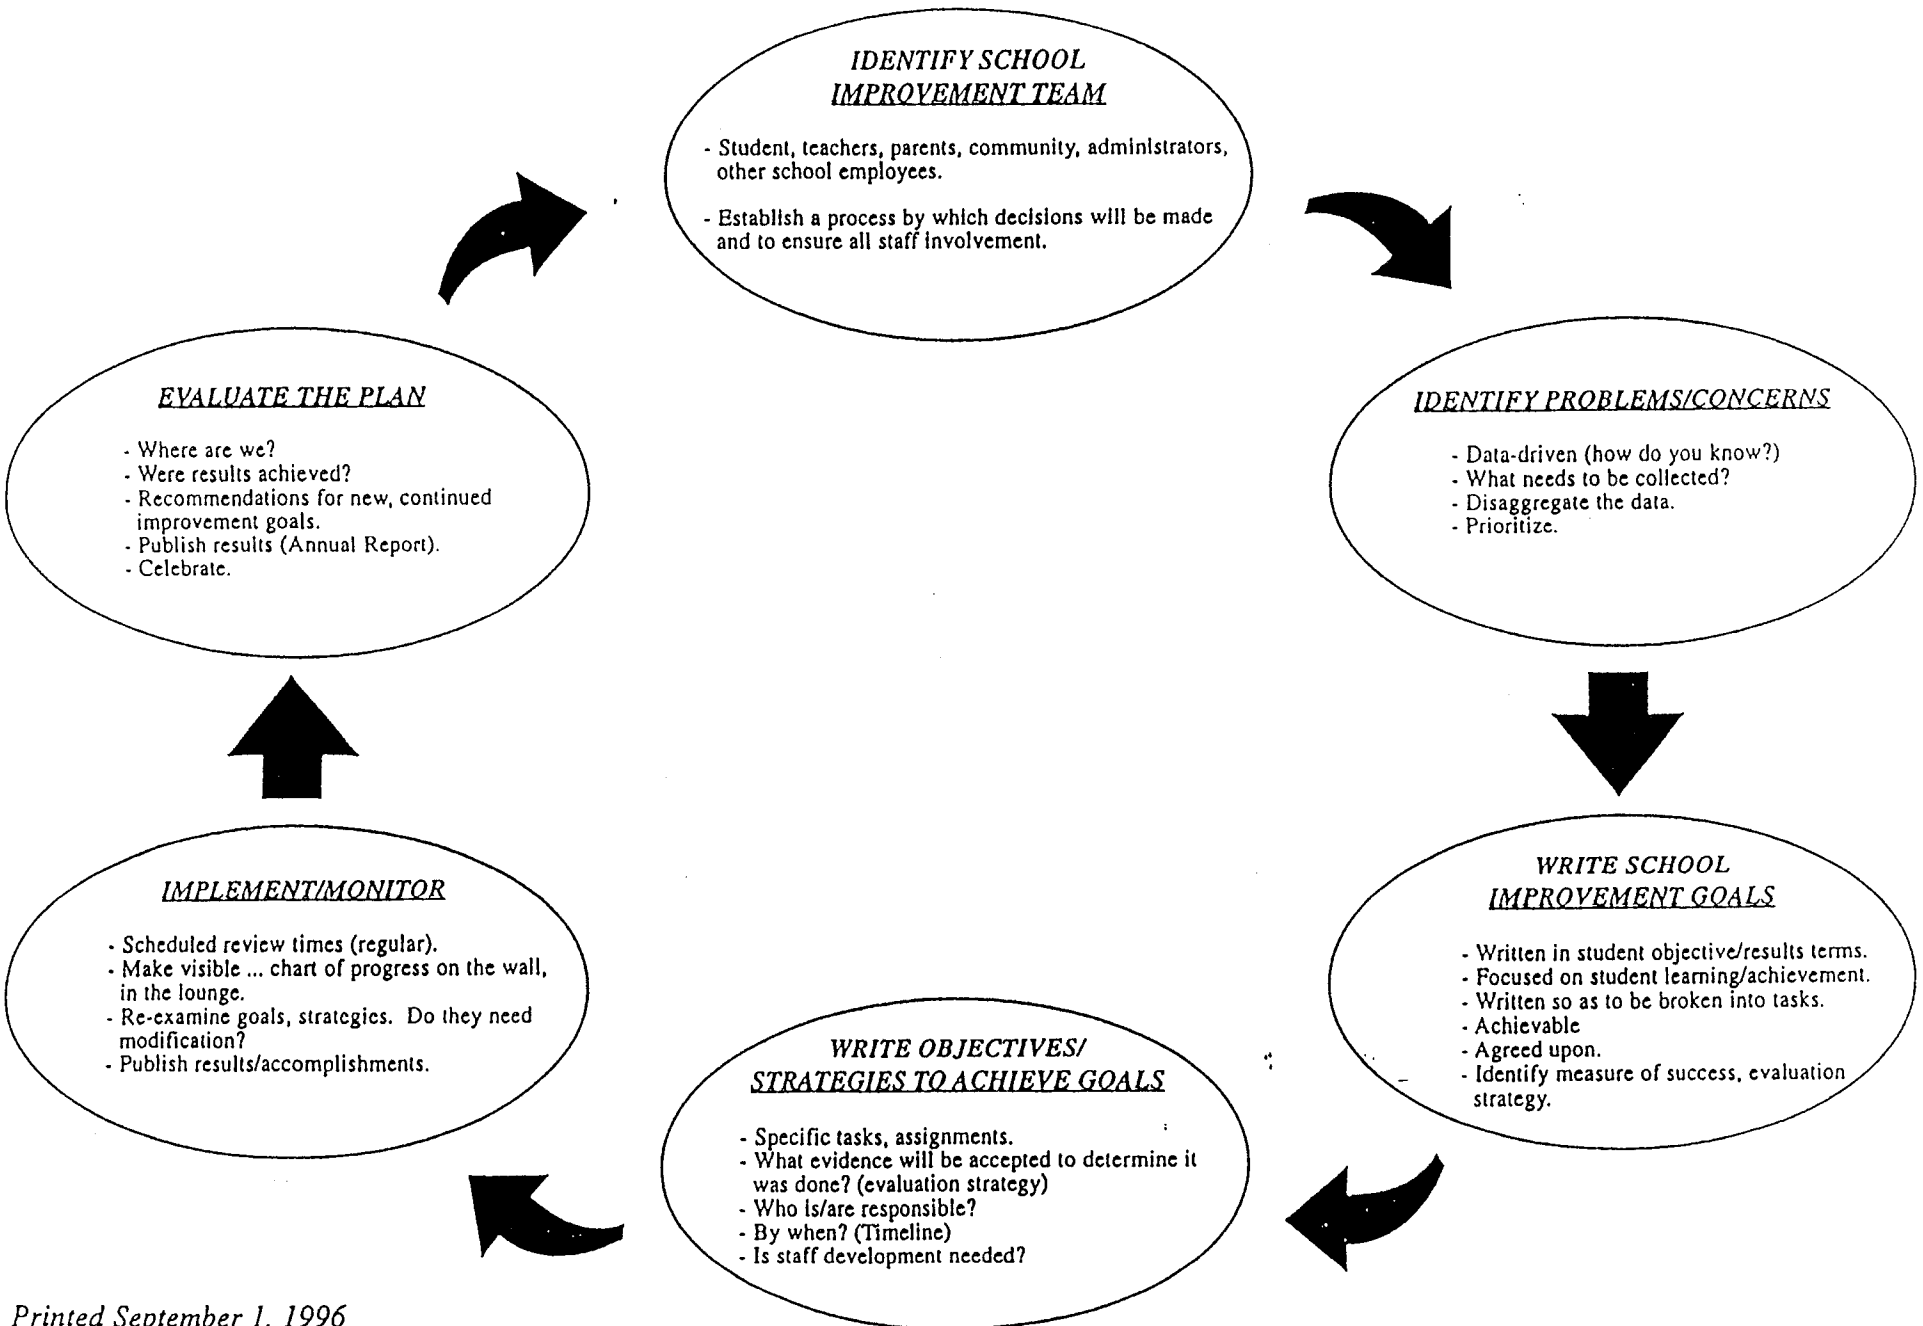 IDENTIFY SCHOOL
IMPROVEMENT TEAM
- Student, teachers, parents, community, administrators,
other school employees.
- Establish a process by which decisions will be made
and to ensure all staff involvement.
IDENTIFY PROBLEMS/CONCERNS
- Data-driven (how do you know?)
- What needs to be collected?
- Disaggregate the data.
- Prioritize.
WRITE SCHOOL
IMPROVEMENT GOALS
- Written in student objective/results terms.
- Focused on student learning/achievement.
- Written so as to be broken into tasks.
- Achievable
- Agreed upon.
- Identify measure of success, evaluation
strategy.
WRITE OBJECTIVES/
STRATEGIES TO ACHIEVE GOALS
- Specific tasks, assignments.
- What evidence will be accepted to determine it
was done? (evaluation strategy)
- Who is/are responsible?
- By when? (Timeline)
- Is staff development needed?
IMPLEMENT/MONITOR
- Scheduled review times (regular).
- Make visible ... chart of progress on the wall,
in the lounge.
- Re-examine goals, strategies. Do they need
modification?
- Publish results/accomplishments.
EVALUATE THE PLAN
- Where are we?
- Were results achieved?
- Recommendations for new, continued
improvement goals.
- Publish results (Annual Report).
- Celebrate.
Printed September 1, 1996